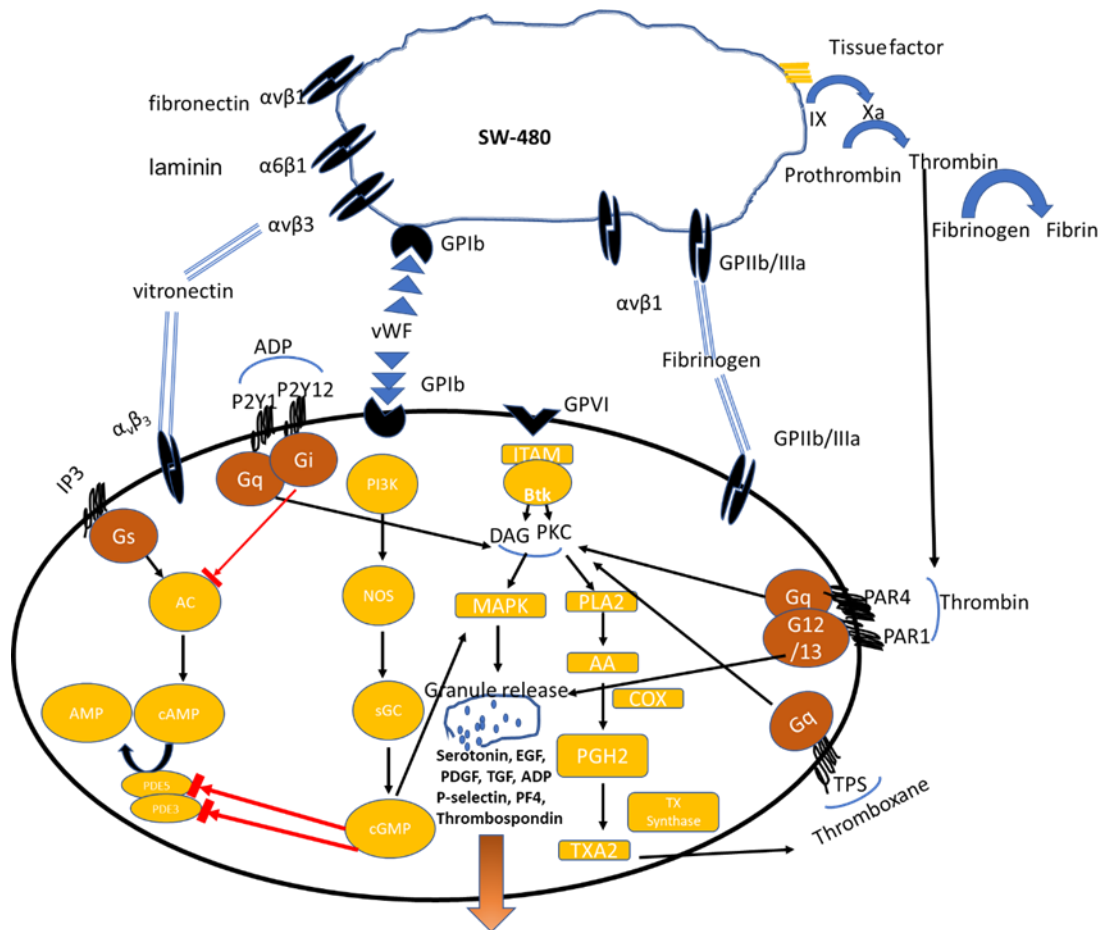 Tissue factor
fibronectin
αvβ1
IX
Xa
SW-480
laminin
α6β1
Prothrombin
Thrombin
αvβ3
GPIb
Fibrinogen
Fibrin
GPIIb/IIIa
vitronectin
αvβ1
vWF
ADP
Fibrinogen
P2Y1
P2Y12
GPIb
GPVI
αvβ3
GPIIb/IIIa
ITAM
IP3
Gq
Gi
PI3K
Btk
Gs
DAG
PKC
AC
NOS
MAPK
PLA2
Gq
PAR4
Thrombin
G12
/13
PAR1
AA
Granule release
COX
AMP
cAMP
sGC
Gq
Serotonin, EGF,
PDGF, TGF, ADP
P-selectin, PF4,
Thrombospondin
PGH2
PDE5
PDE3
TPS
Thromboxane
cGMP
TX
Synthase
TXA2